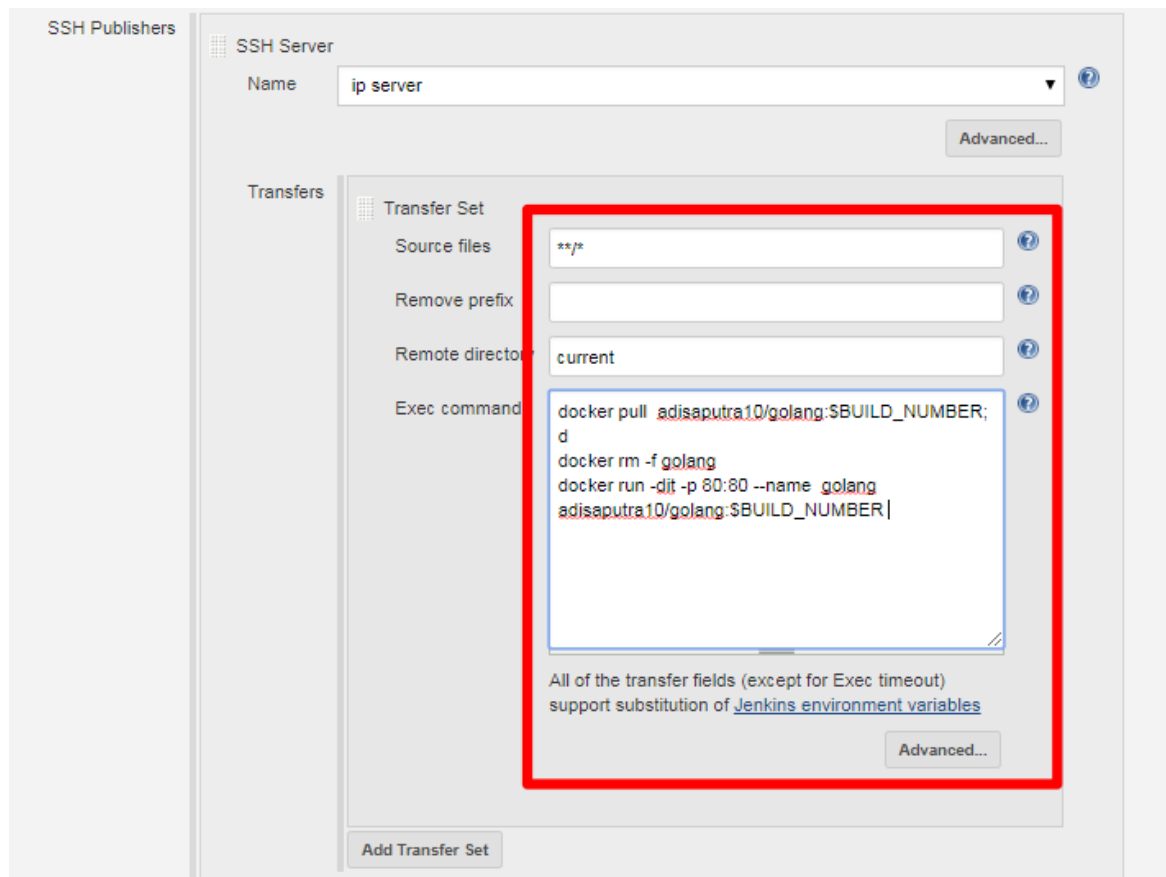 SSH Publishers
SSH Server
Name
ip server
Advanced...
Transfers
Transfer Set
Source files
**/*
Remove prefix
Remote directory
current
Exec command
docker pull  adisaputra10/golang:$BUILD_NUMBER;
d
docker rm -f golang
docker run -dit -p 80:80 --name  golang
adisaputra10/golang:$BUILD_NUMBER
All of the transfer fields (except for Exec timeout)
support substitution of Jenkins environment variables
Advanced...
Add Transfer Set